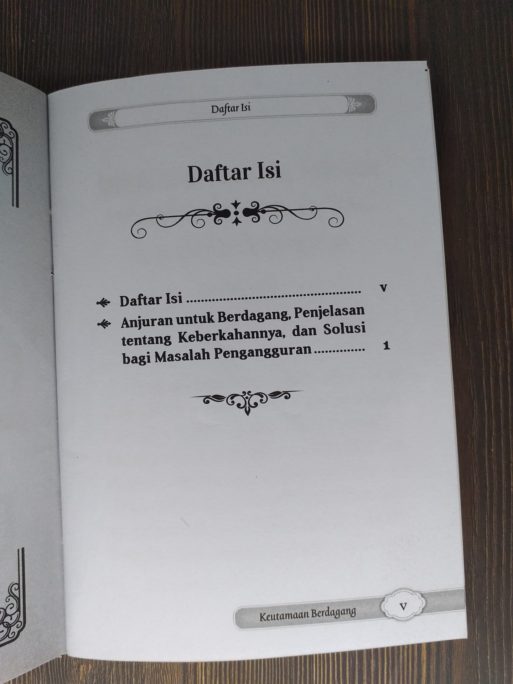 Daftar Isi
Daftar Isi
Daftar Isi .................................................. v
Anjuran untuk Berdagang, Penjelasan
tentang Keberkahannya, dan Solusi
bagi Masalah Pengangguran .............. 1
Keutamaan Berdagang v